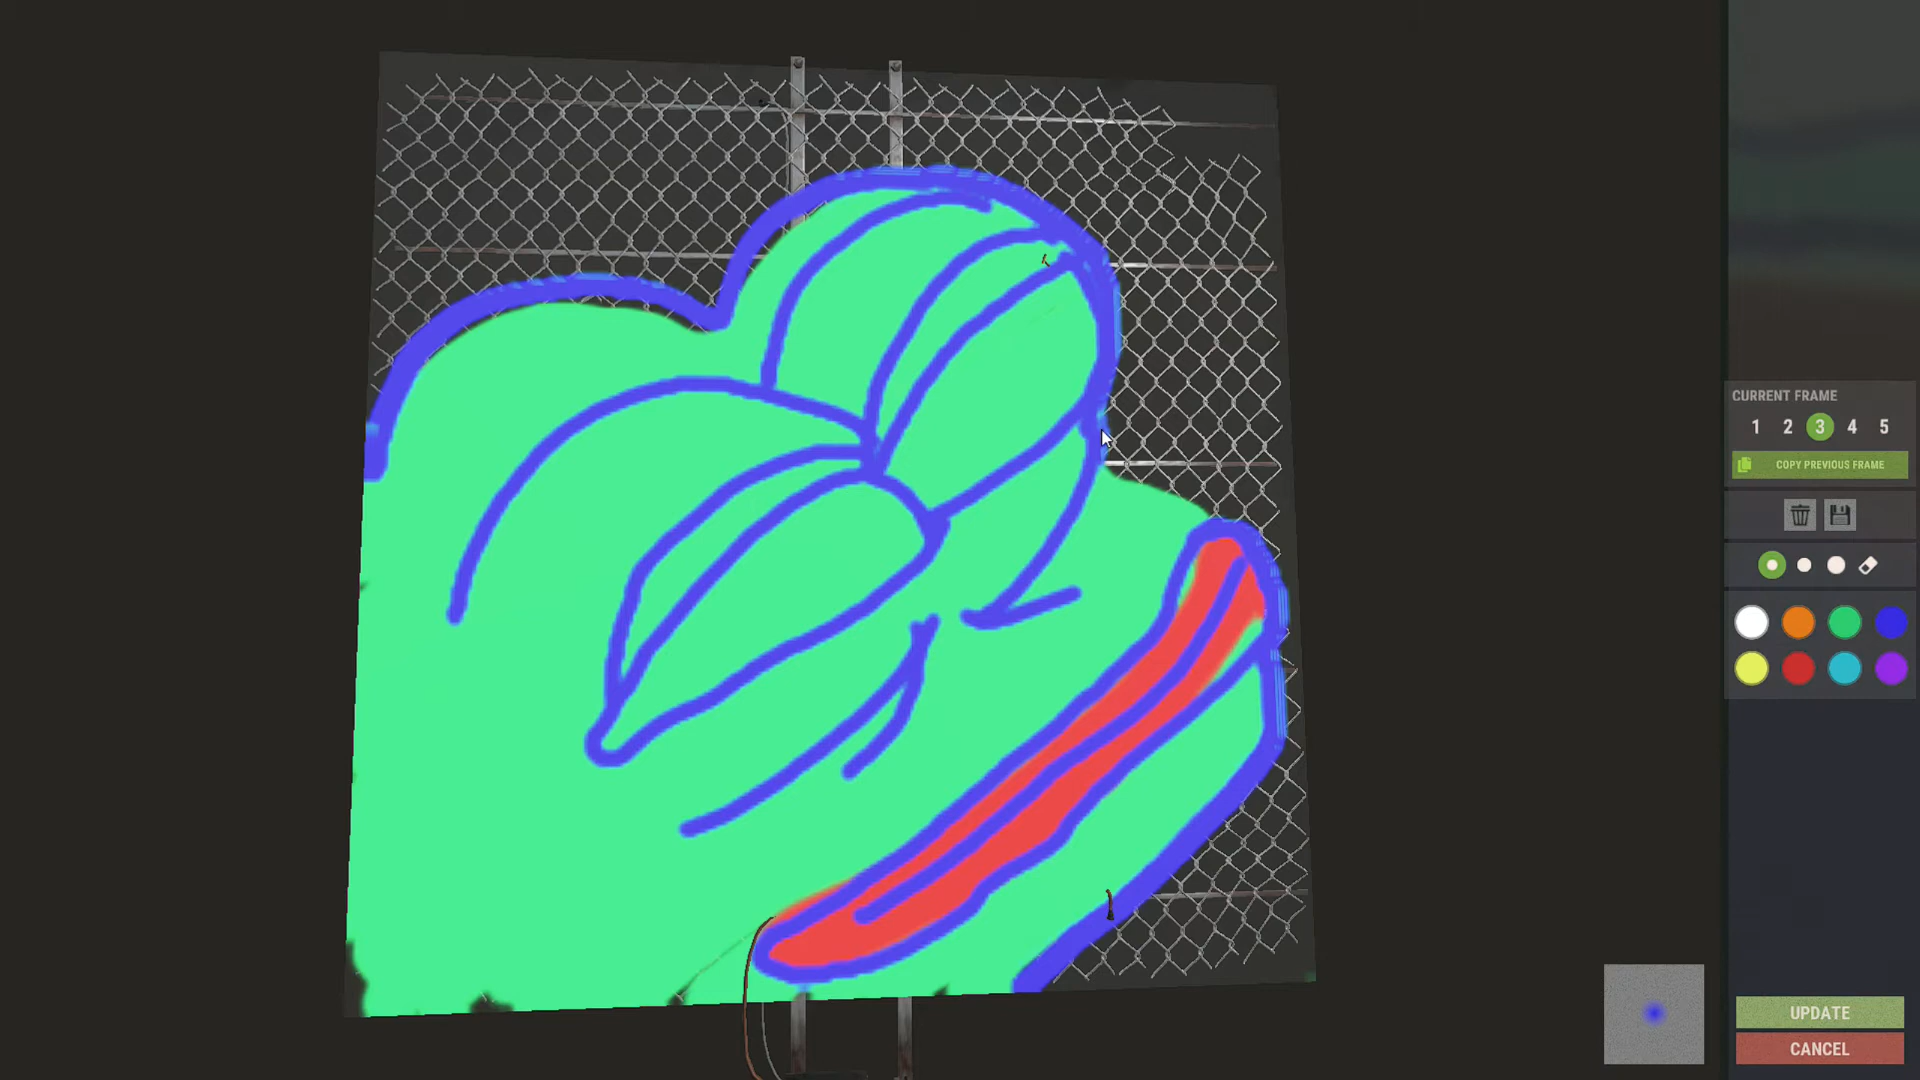 CURRENT FRAME
1 2 3 4 5
COPY PREVIOUS FRAME
UPDATE
CANCEL